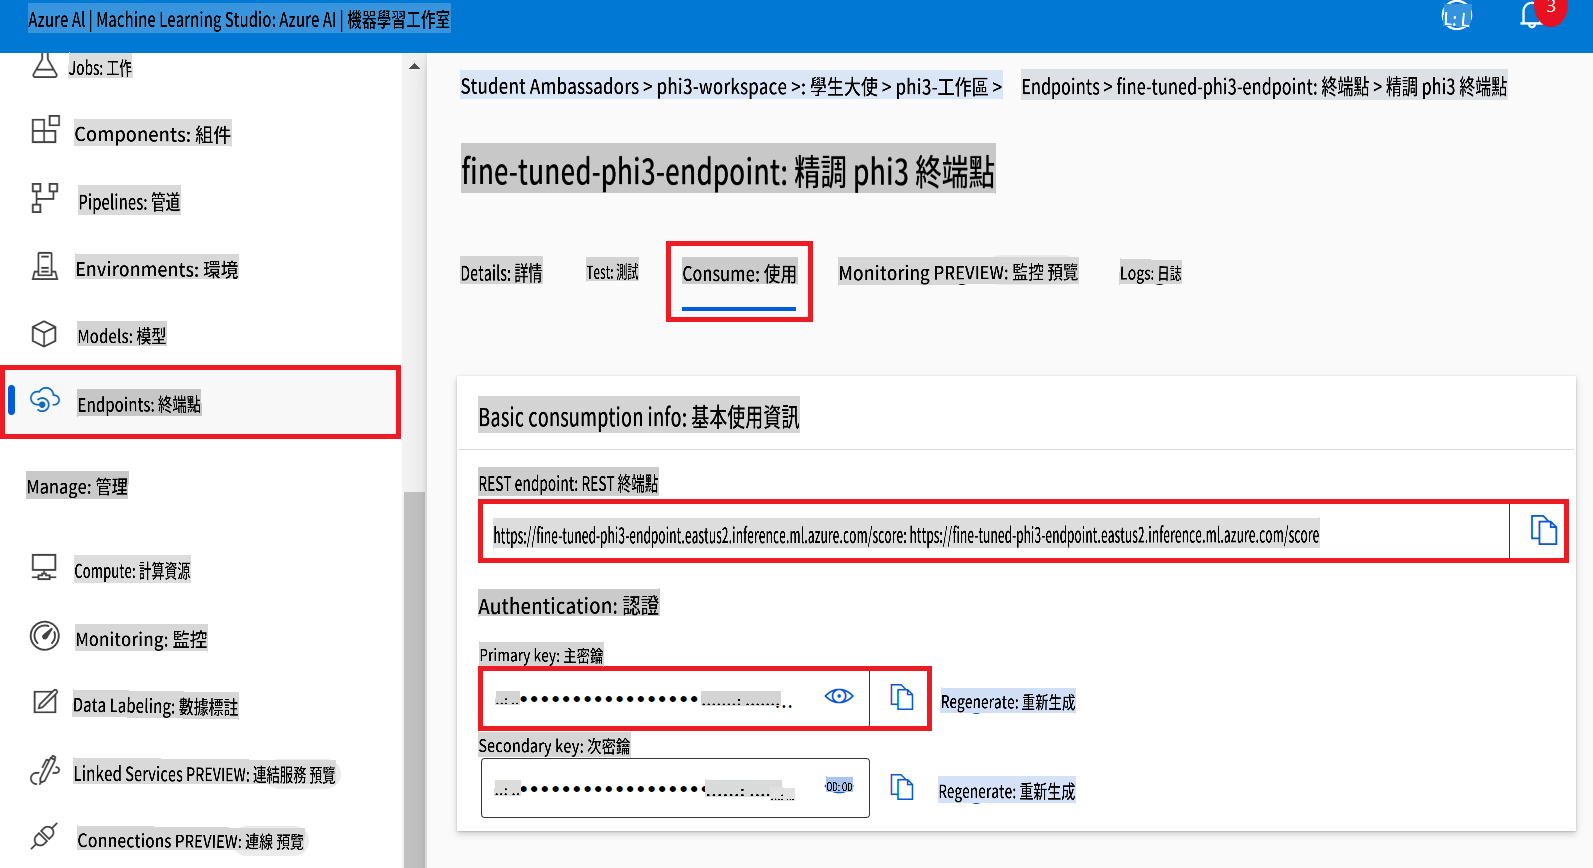 Azure Al | Machine Learning Studio: Azure AI | 機器學習工作室
3
Jobs: 工作
Components: 組件
Pipelines: 管道
Environments: 環境
Models: 模型
Endpoints: 終端點
Manage: 管理
Compute: 計算資源
Monitoring: 監控
Data Labeling: 數據標註
Linked Services PREVIEW: 連結服務 預覽
Connections PREVIEW: 連線 預覽
Student Ambassadors > phi3-workspace >: 學生大使 > phi3-工作區 > Endpoints > fine-tuned-phi3-endpoint: 終端點 > 精調 phi3 終端點
fine-tuned-phi3-endpoint: 精調 phi3 終端點
Details: 詳情 Test: 測試 Consume: 使用 Monitoring PREVIEW: 監控 預覽 Logs: 日誌
Basic consumption info: 基本使用資訊
REST endpoint: REST 終端點
https://fine-tuned-phi3-endpoint.eastus2.inference.ml.azure.com/score: https://fine-tuned-phi3-endpoint.eastus2.inference.ml.azure.com/score
Authentication: 認證
Primary key: 主密鑰
Regenerate: 重新生成
Secondary key: 次密鑰
Regenerate: 重新生成